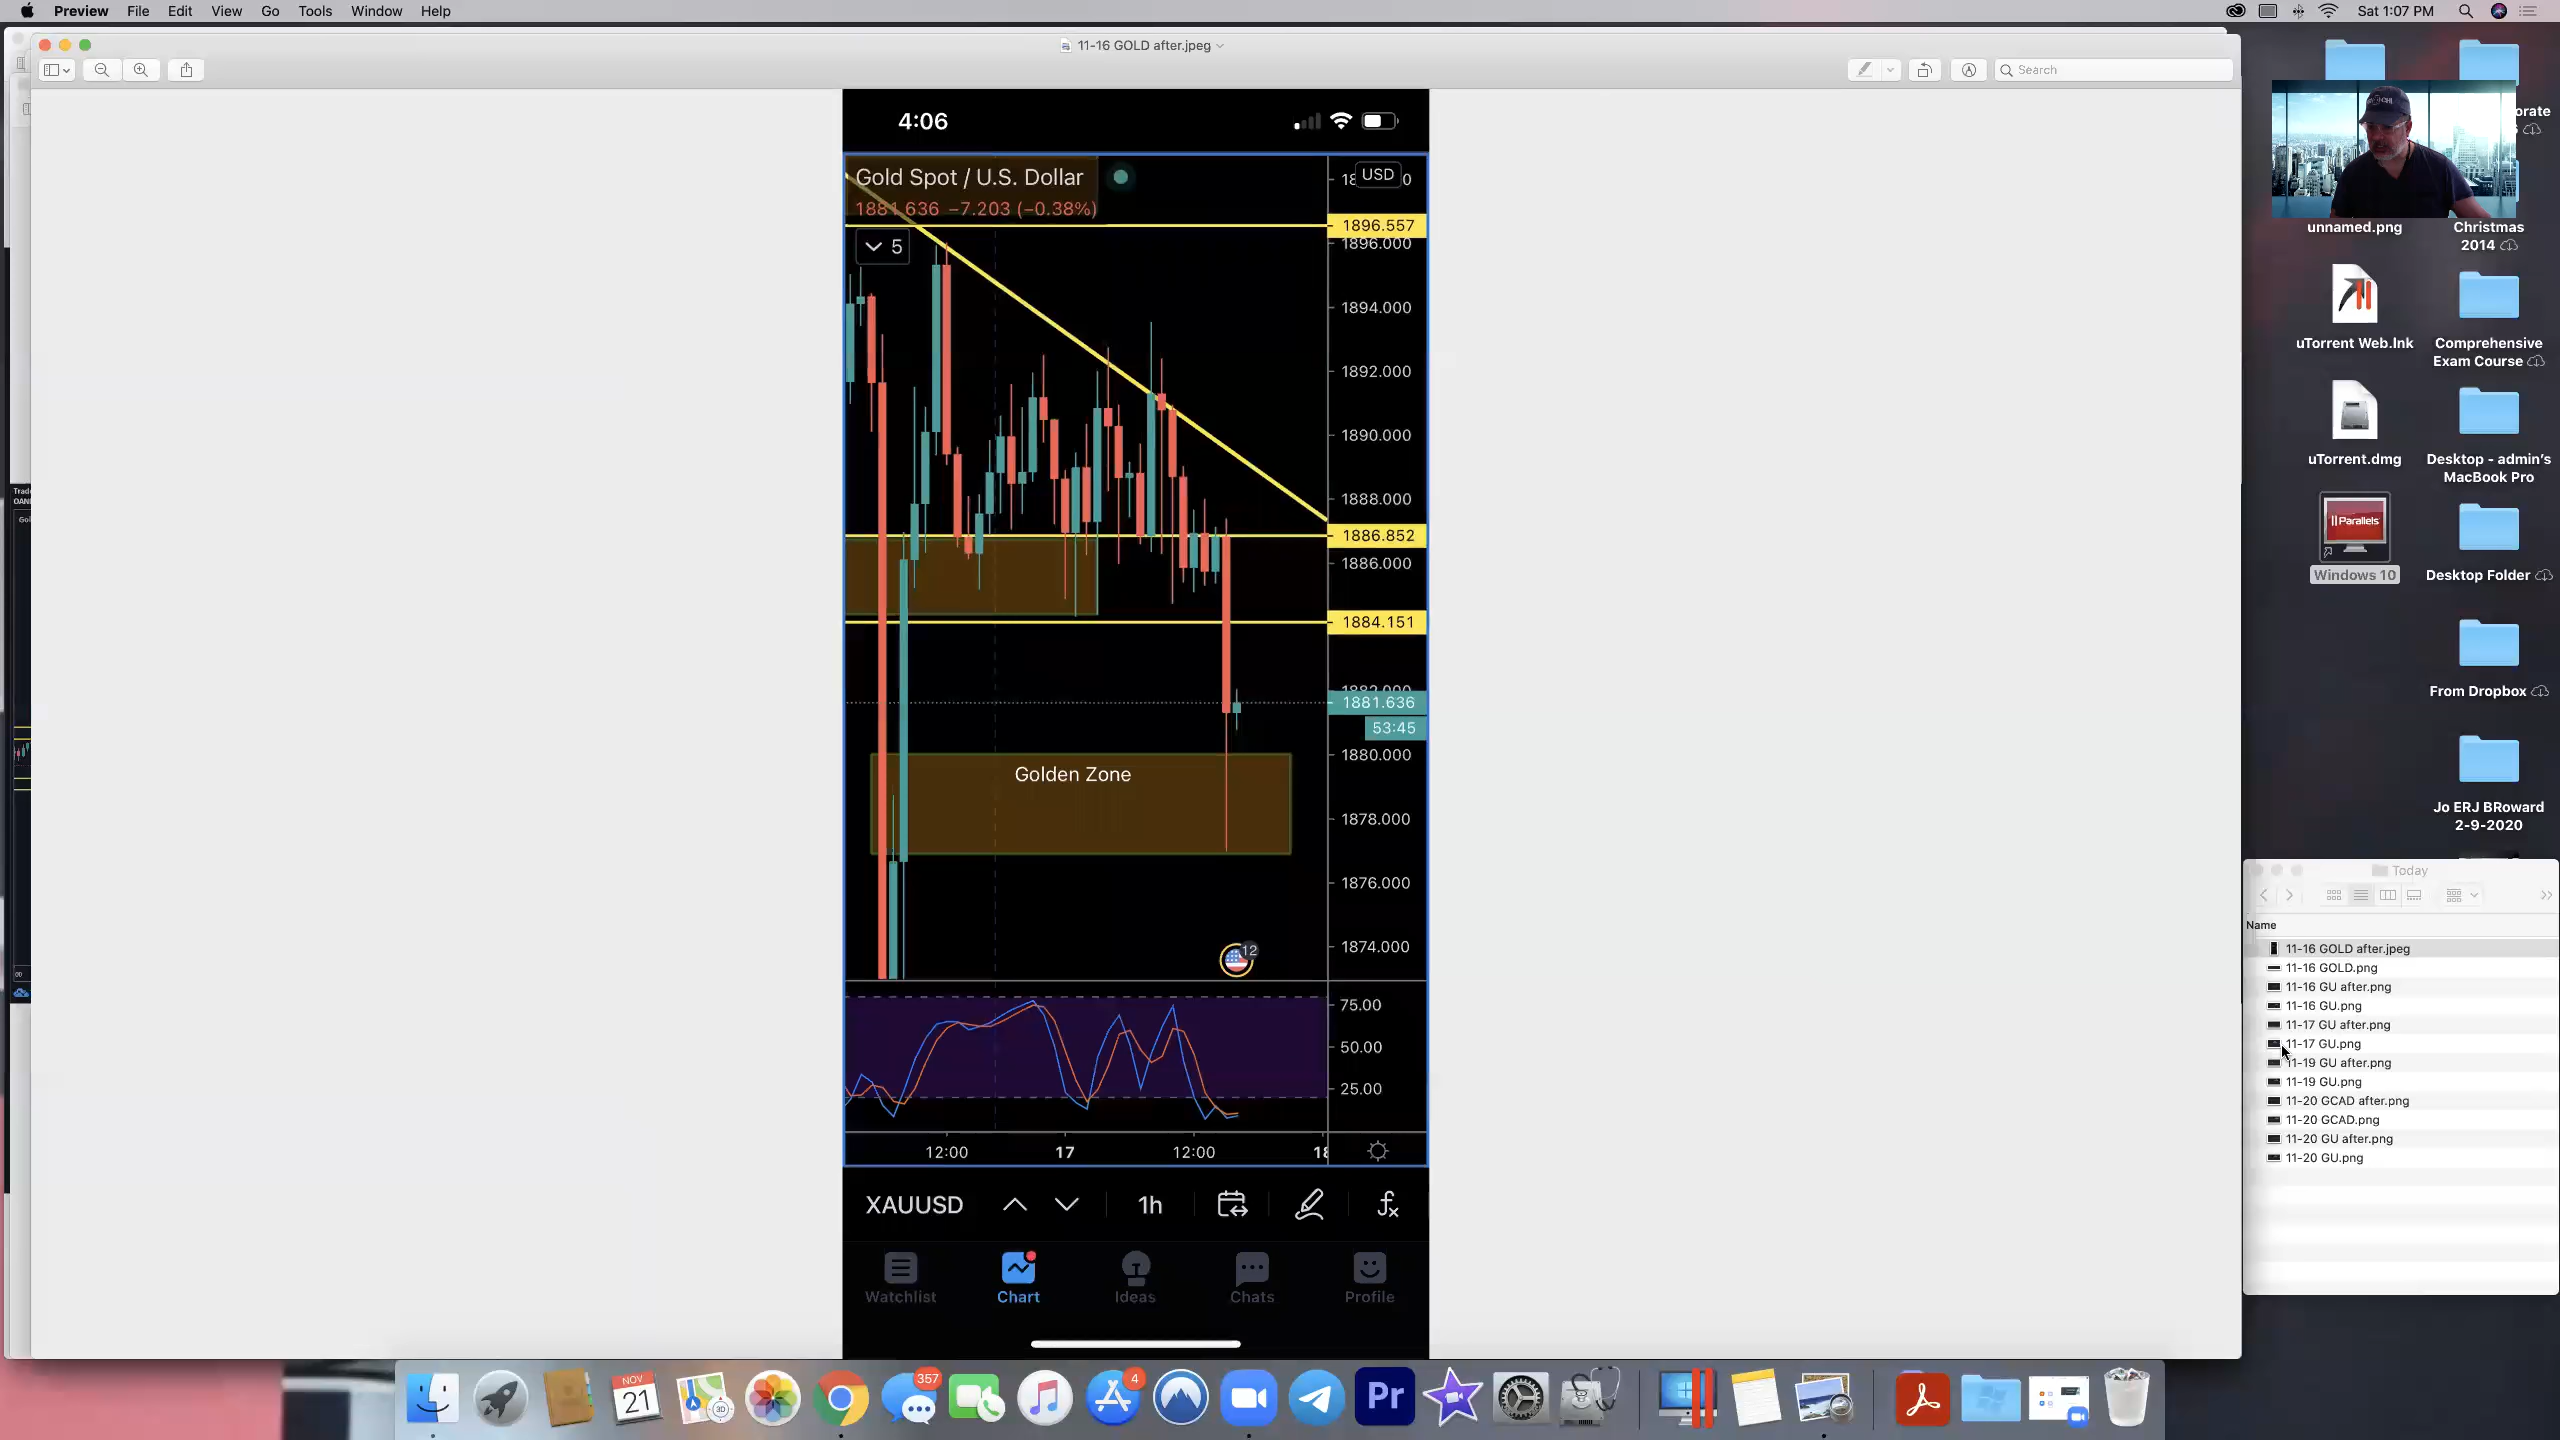 Preview File Edit View Go Tools Window Help
Sat 1:07 PM
11-16 GOLD after.jpeg
Search
4:06
Gold Spot / U.S. Dollar
1881.636 −7.203 (−0.38%)
5
USD
1896.557
1896.000
1894.000
1892.000
1890.000
1888.000
1886.852
1886.000
1884.151
1881.636
53:45
1880.000
Golden Zone
1878.000
1876.000
1874.000
12
75.00
50.00
25.00
12:00 17 12:00
XAUUSD 1h
Watchlist Chart Ideas Chats Profile
orate
unnamed.png
Christmas
2014
uTorrent Web.lnk
Comprehensive
Exam Course
uTorrent.dmg
Desktop - admin's
MacBook Pro
|| Parallels
Windows 10
Desktop Folder
From Dropbox
Jo ERJ BRoward
2-9-2020
Today
Name
11-16 GOLD after.jpeg
11-16 GOLD.png
11-16 GU after.png
11-16 GU.png
11-17 GU after.png
11-17 GU.png
11-19 GU after.png
11-19 GU.png
11-20 GCAD after.png
11-20 GCAD.png
11-20 GU after.png
11-20 GU.png
NOV
21
3D
357
4
Pr